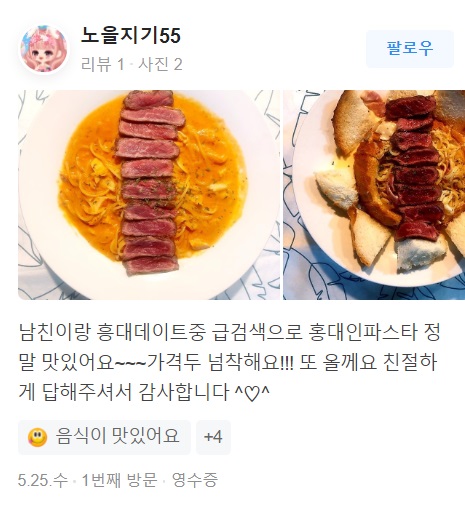 노을지기55
리뷰 1 · 사진 2
팔로우
남친이랑 흥대데이트중 급검색으로 홍대인파스타 정
말 맛있어요~~~가격두 넘착해요!!! 또 올께요 친절하
게 답해주셔서 감사합니다 ^♡^
음식이 맛있어요 +4
5.25.수 · 1번째 방문 · 영수증